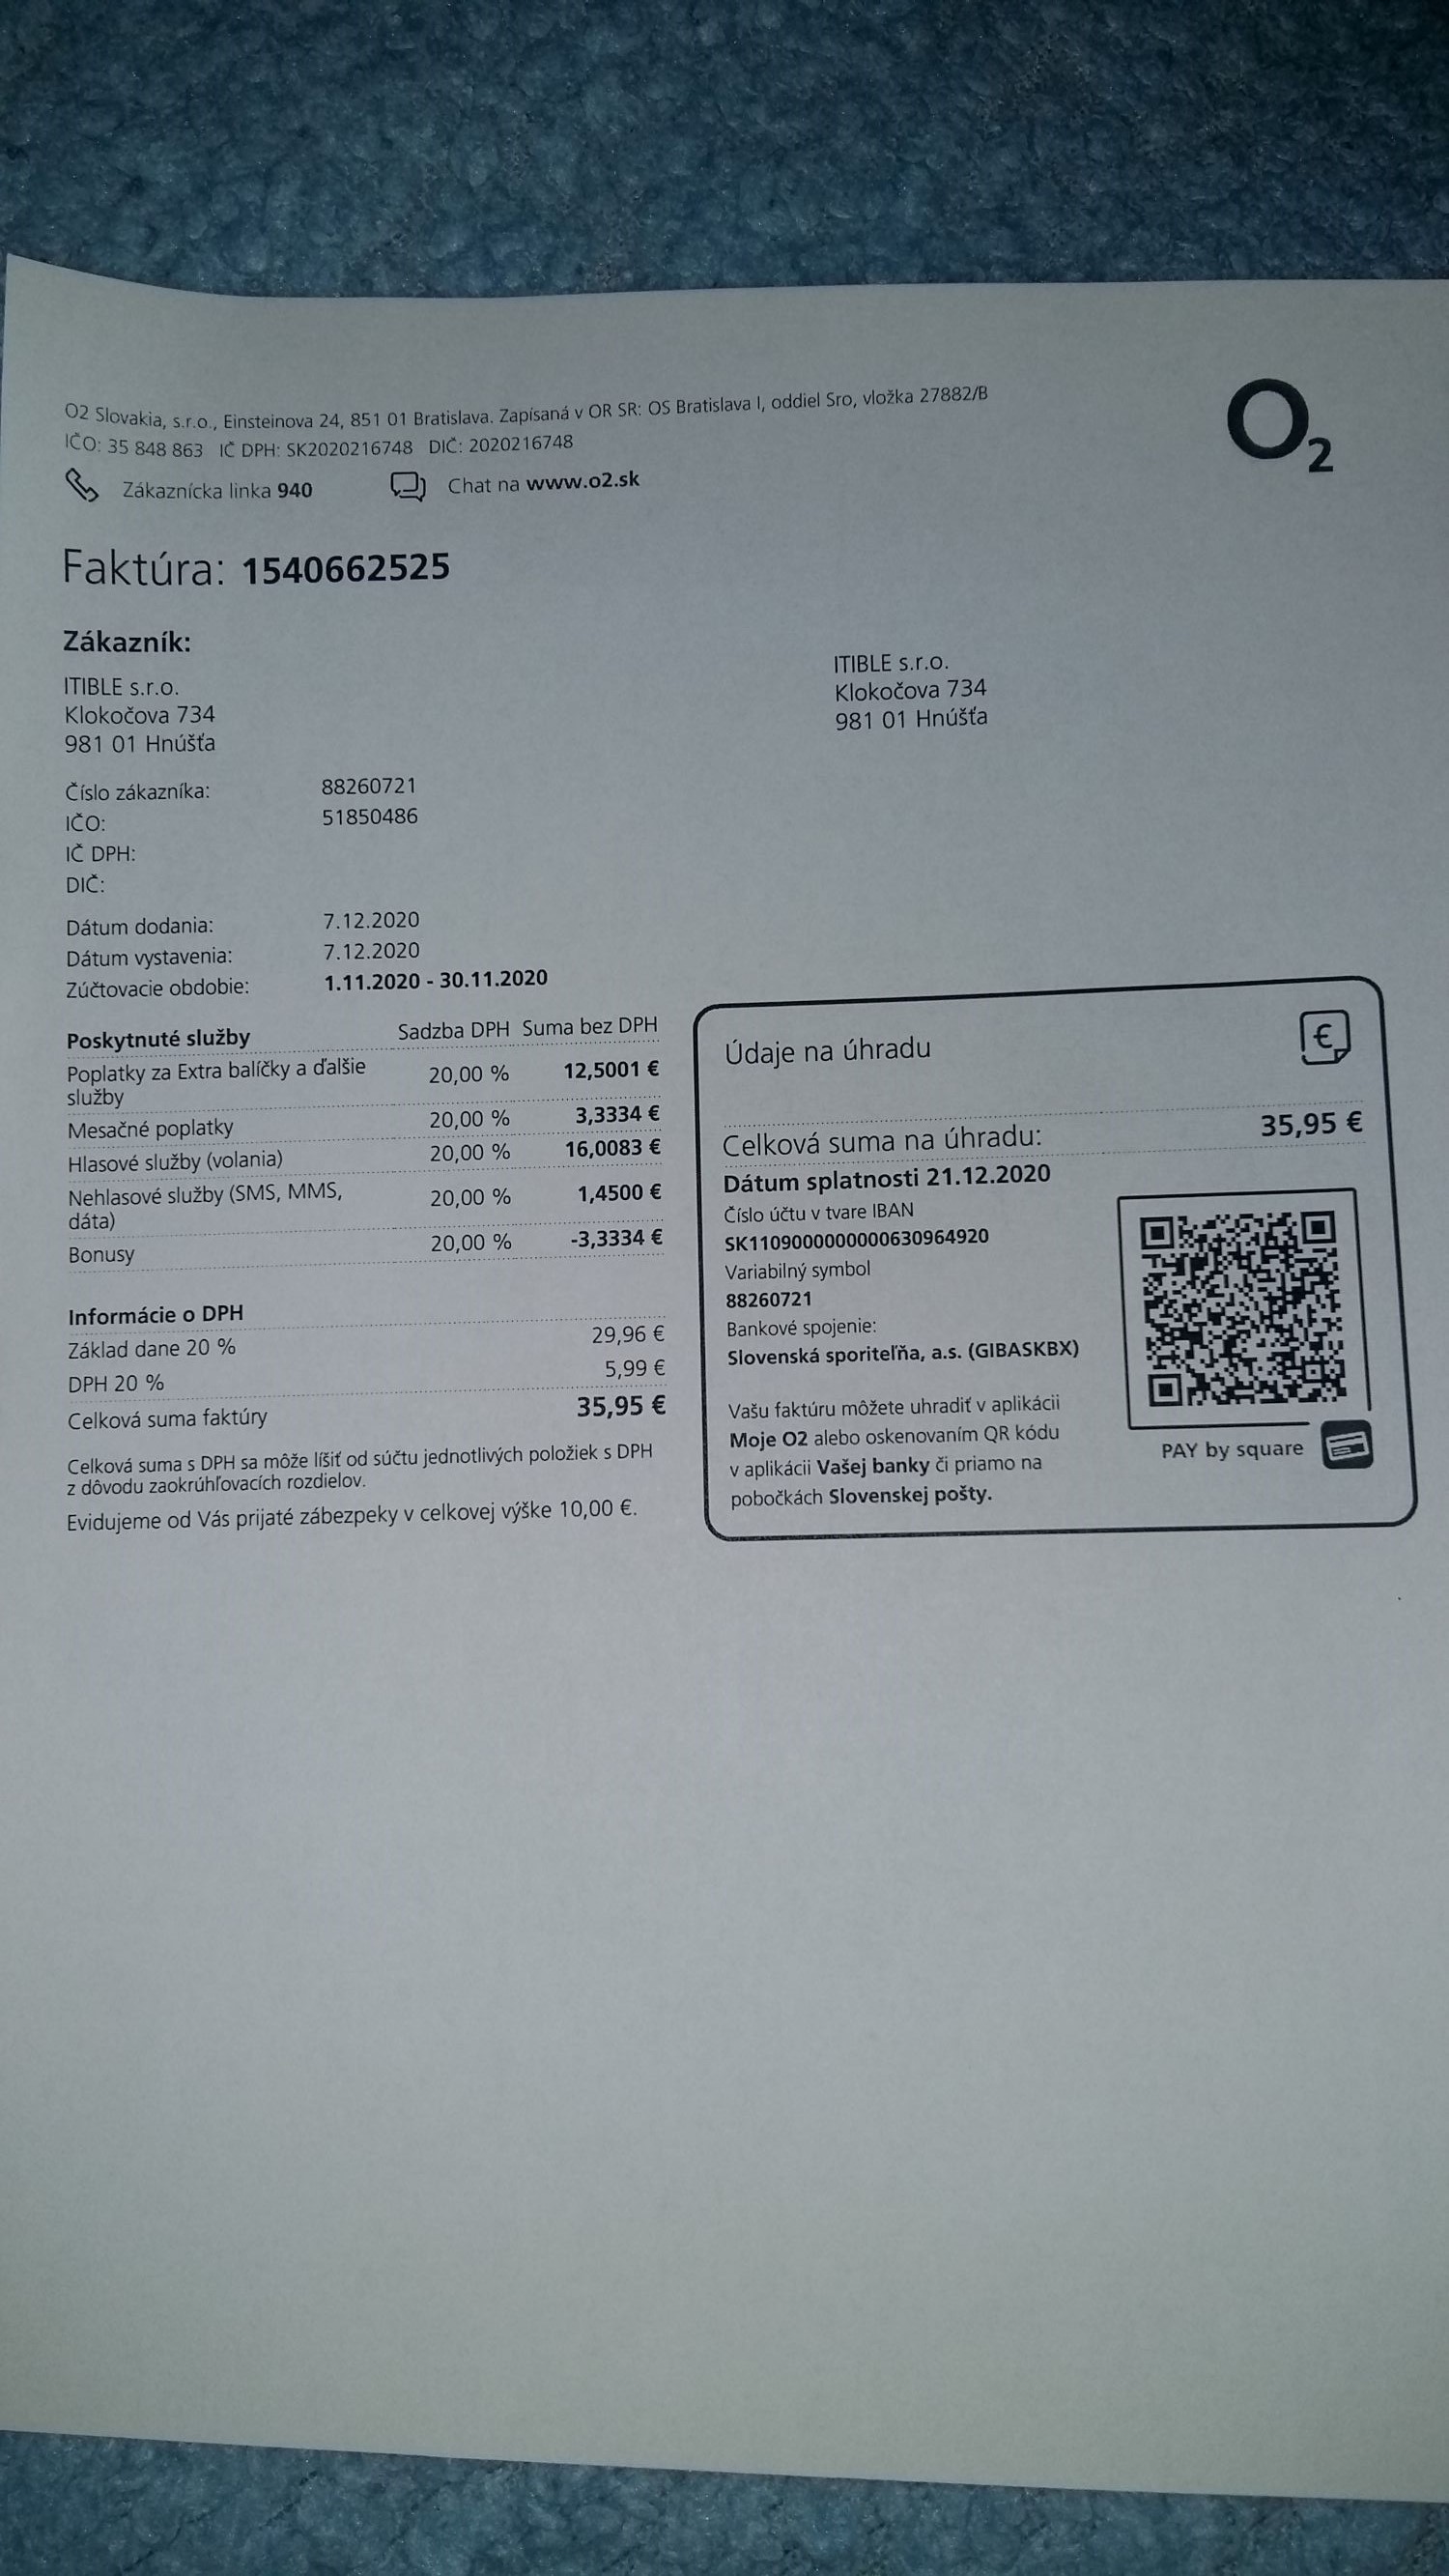 O2 Slovakia, s.r.o., Einsteinova 24, 851 01 Bratislava. Zapísaná v OR SR: OS Bratislava I, oddiel Sro, vložka 27882/B
IČO: 35 848 863 IČ DPH: SK2020216748 DIČ: 2020216748
Zákaznícka linka 940
Chat na www.o2.sk
O2
Faktúra: 1540662525
Zákazník:
ITIBLE s.r.o.
Klokočova 734
981 01 Hnúšťa
ITIBLE s.r.o.
Klokočova 734
981 01 Hnúšťa
Číslo zákazníka: 88260721
IČO: 51850486
IČ DPH:
DIČ:
Dátum dodania: 7.12.2020
Dátum vystavenia: 7.12.2020
Zúčtovacie obdobie: 1.11.2020 - 30.11.2020
Poskytnuté služby Sadzba DPH Suma bez DPH
Poplatky za Extra balíčky a ďalšie
služby 20,00 % 12,5001 €
Mesačné poplatky 20,00 % 3,3334 €
Hlasové služby (volania) 20,00 % 16,0083 €
Nehlasové služby (SMS, MMS,
dáta) 20,00 % 1,4500 €
Bonusy 20,00 % -3,3334 €
Informácie o DPH
Základ dane 20 % 29,96 €
DPH 20 % 5,99 €
Celková suma faktúry 35,95 €
Celková suma s DPH sa môže líšiť od súčtu jednotlivých položiek s DPH
z dôvodu zaokrúhľovacích rozdielov.
Evidujeme od Vás prijaté zábezpeky v celkovej výške 10,00 €.
Údaje na úhradu
€
Celková suma na úhradu: 35,95 €
Dátum splatnosti 21.12.2020
Číslo účtu v tvare IBAN
SK1109000000000630964920
Variabilný symbol
88260721
Bankové spojenie:
Slovenská sporiteľňa, a.s. (GIBASKBX)
Vašu faktúru môžete uhradiť v aplikácii
Moje O2 alebo oskenovaním QR kódu
v aplikácii Vašej banky či priamo na
pobočkách Slovenskej pošty.
PAY by square